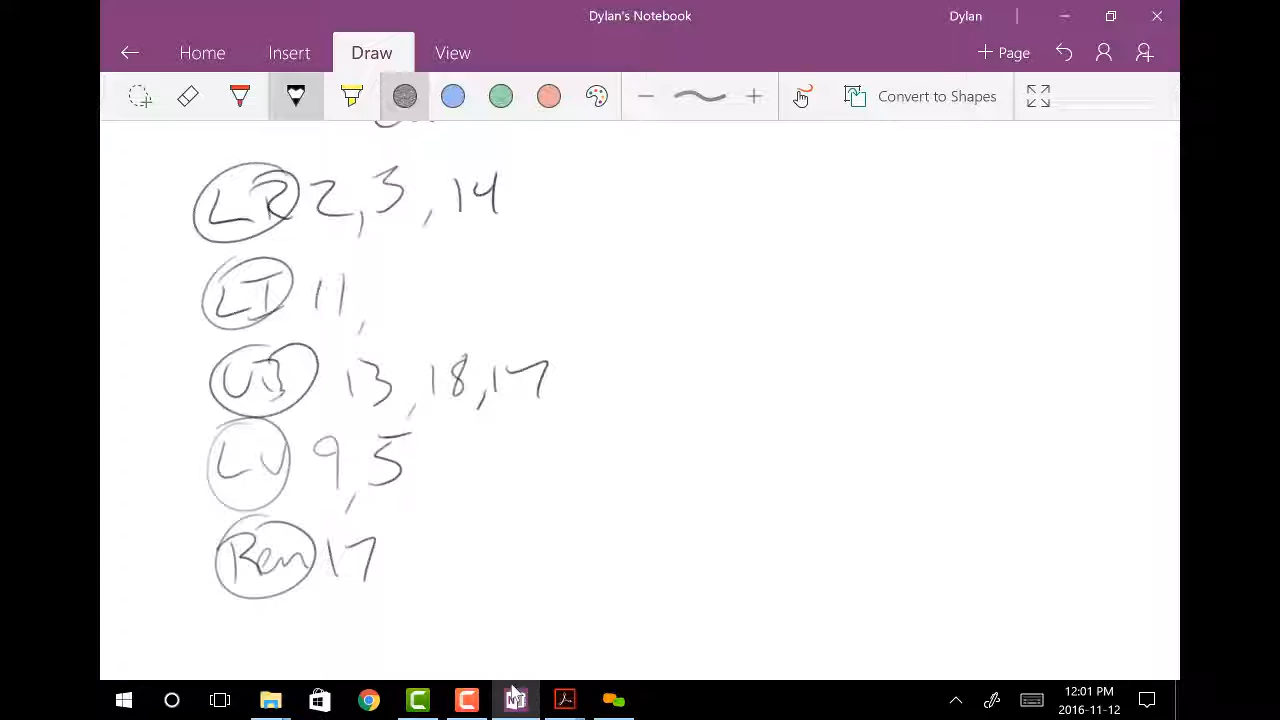 Dylan's Notebook Dylan
Home Insert Draw View Page
Convert to Shapes
LR 2, 3, 14
LI 11,
UB 13, 18, 17
LV 9, 5
Rem 17
12:01 PM
2016-11-12